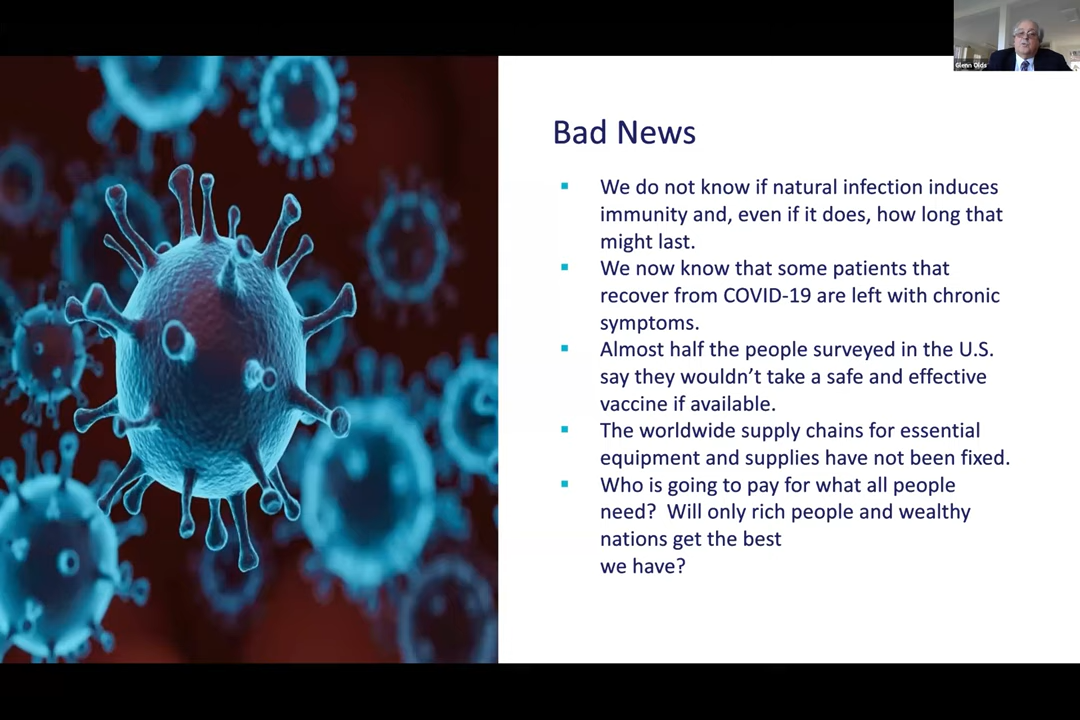 Glenn Olds
Bad News
▪ We do not know if natural infection induces
immunity and, even if it does, how long that
might last.
▪ We now know that some patients that
recover from COVID-19 are left with chronic
symptoms.
▪ Almost half the people surveyed in the U.S.
say they wouldn’t take a safe and effective
vaccine if available.
▪ The worldwide supply chains for essential
equipment and supplies have not been fixed.
▪ Who is going to pay for what all people
need?  Will only rich people and wealthy
nations get the best
we have?